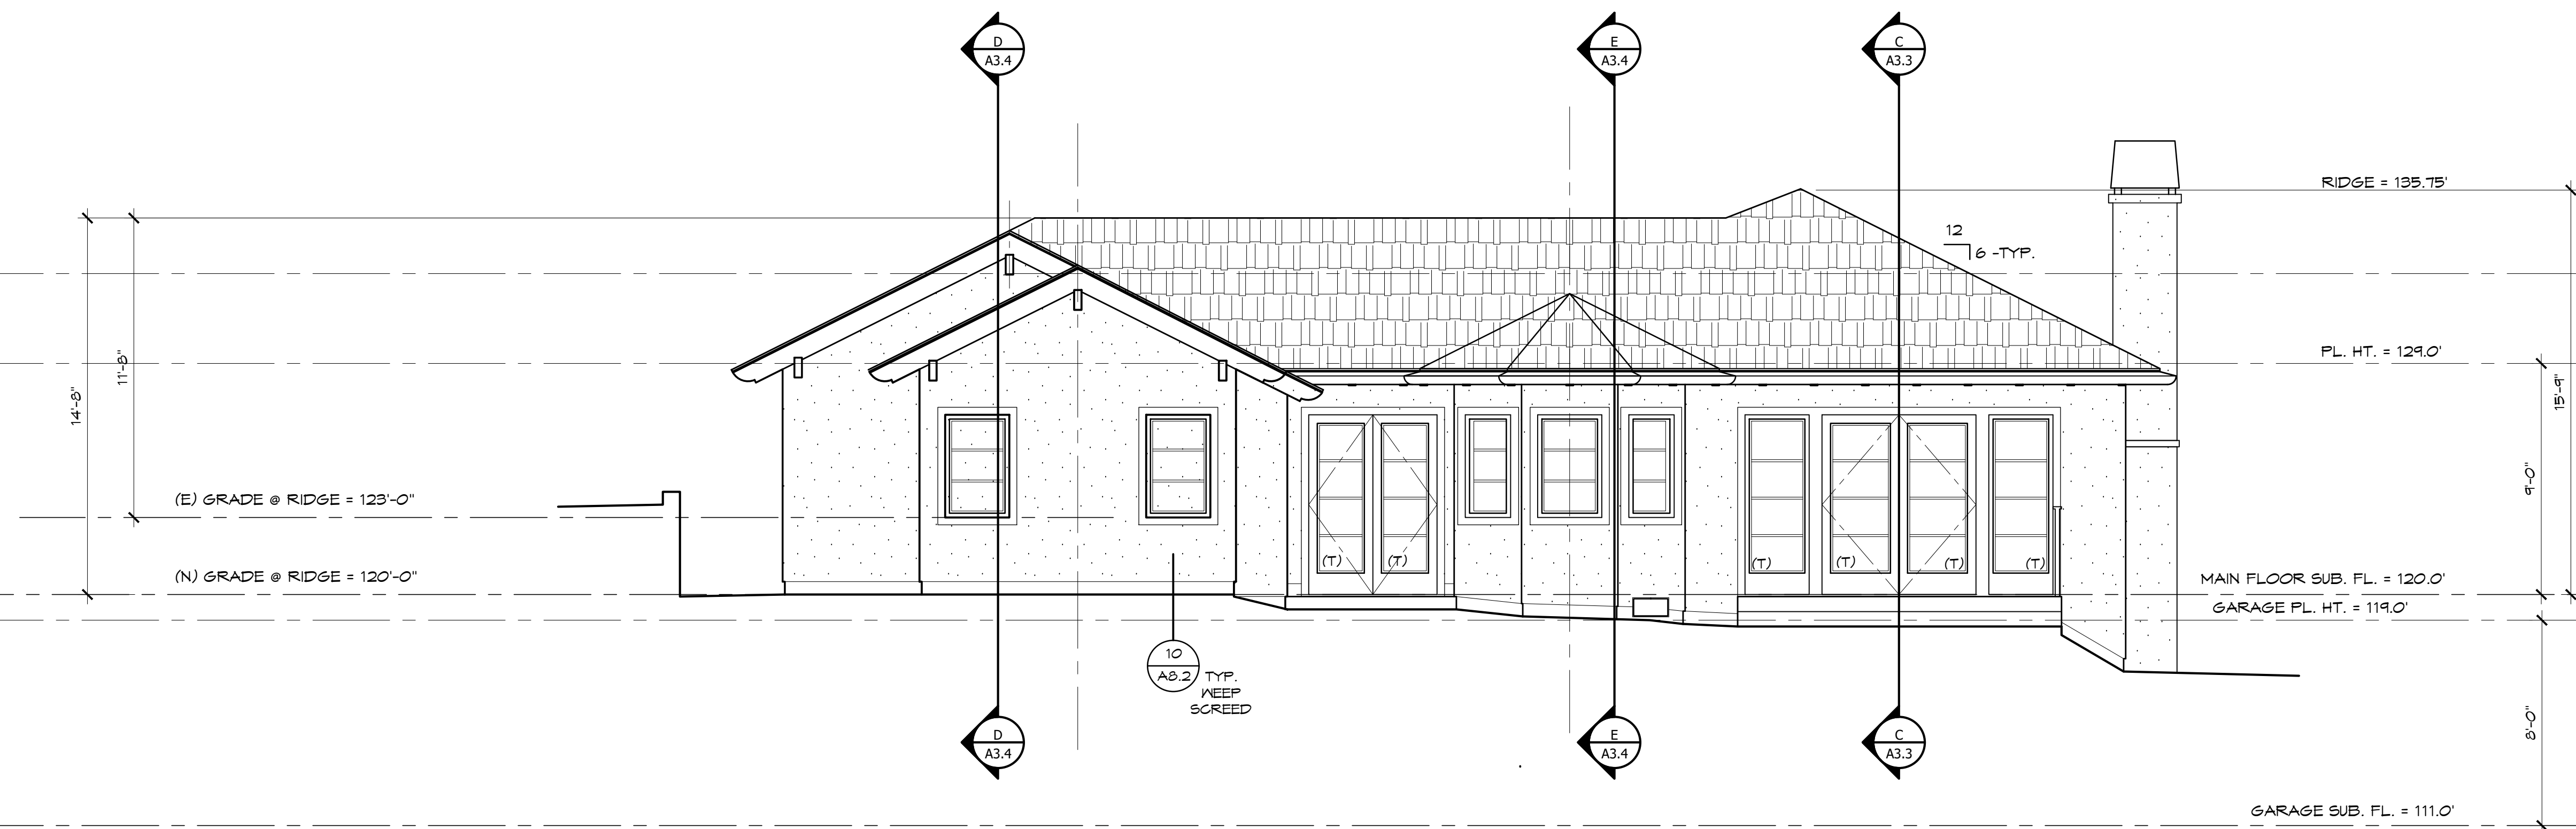 D
A3.4
E
A3.4
C
A3.3
RIDGE = 135.75'
12
6 -TYP.
PL. HT. = 129.0'
11'-8"
14'-8"
15'-9"
9'-0"
(E) GRADE @ RIDGE = 123'-0"
(N) GRADE @ RIDGE = 120'-0"
(T)
(T)
(T)
(T)
(T)
(T)
MAIN FLOOR SUB. FL. = 120.0'
GARAGE PL. HT. = 119.0'
10
A8.2
TYP.
WEEP
SCREED
8'-0"
D
A3.4
E
A3.4
C
A3.3
GARAGE SUB. FL. = 111.0'